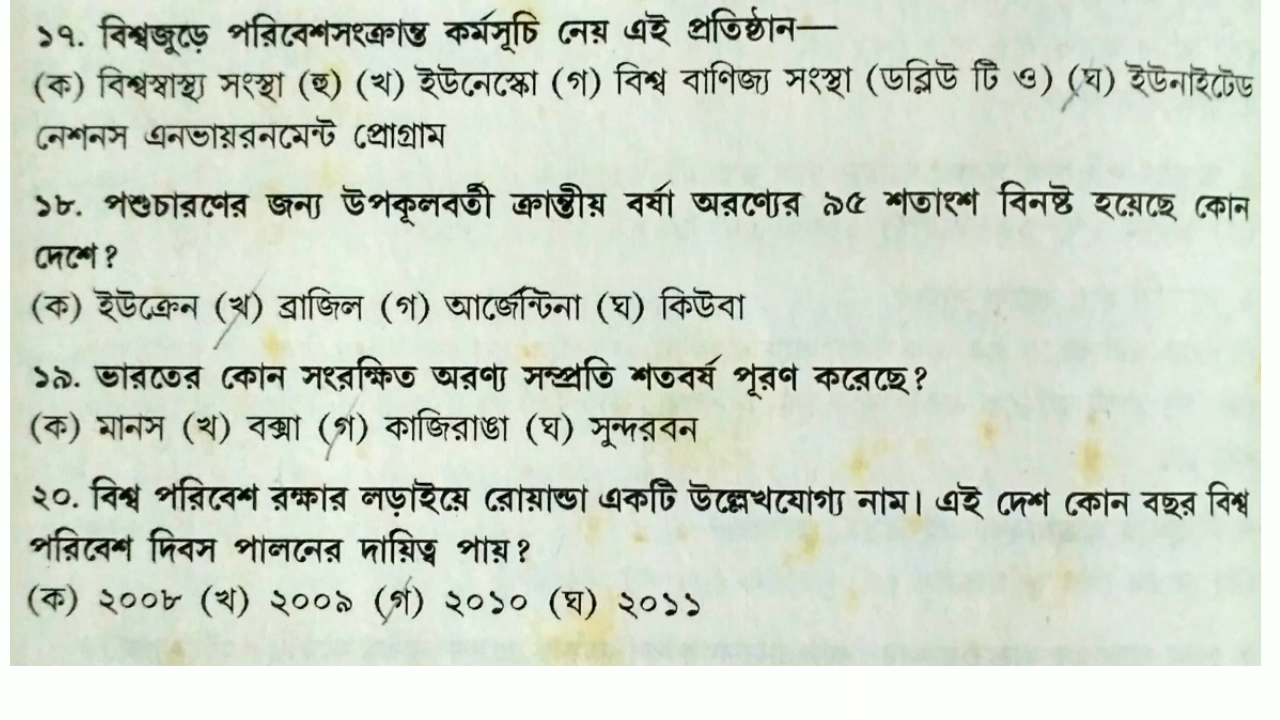 ১৭. বিশ্বজুড়ে পরিবেশসংক্রান্ত কর্মসূচি নেয় এই প্রতিষ্ঠান—
(ক) বিশ্বস্বাস্থ্য সংস্থা (হু) (খ) ইউনেস্কো (গ) বিশ্ব বাণিজ্য সংস্থা (ডব্লিউ টি ও) (ঘ) ইউনাইটেড
নেশনস এনভায়রনমেন্ট প্রোগ্রাম
১৮. পশুচারণের জন্য উপকূলবর্তী ক্রান্তীয় বর্ষা অরণ্যের ৯৫ শতাংশ বিনষ্ট হয়েছে কোন
দেশে?
(ক) ইউক্রেন (খ) ব্রাজিল (গ) আর্জেন্টিনা (ঘ) কিউবা
১৯. ভারতের কোন সংরক্ষিত অরণ্য সম্প্রতি শতবর্ষ পূরণ করেছে?
(ক) মানস (খ) বক্সা (গ) কাজিরাঙা (ঘ) সুন্দরবন
২০. বিশ্ব পরিবেশ রক্ষার লড়াইয়ে রোয়ান্ডা একটি উল্লেখযোগ্য নাম। এই দেশ কোন বছর বিশ্ব
পরিবেশ দিবস পালনের দায়িত্ব পায়?
(ক) ২০০৮ (খ) ২০০৯ (গ) ২০১০ (ঘ) ২০১১